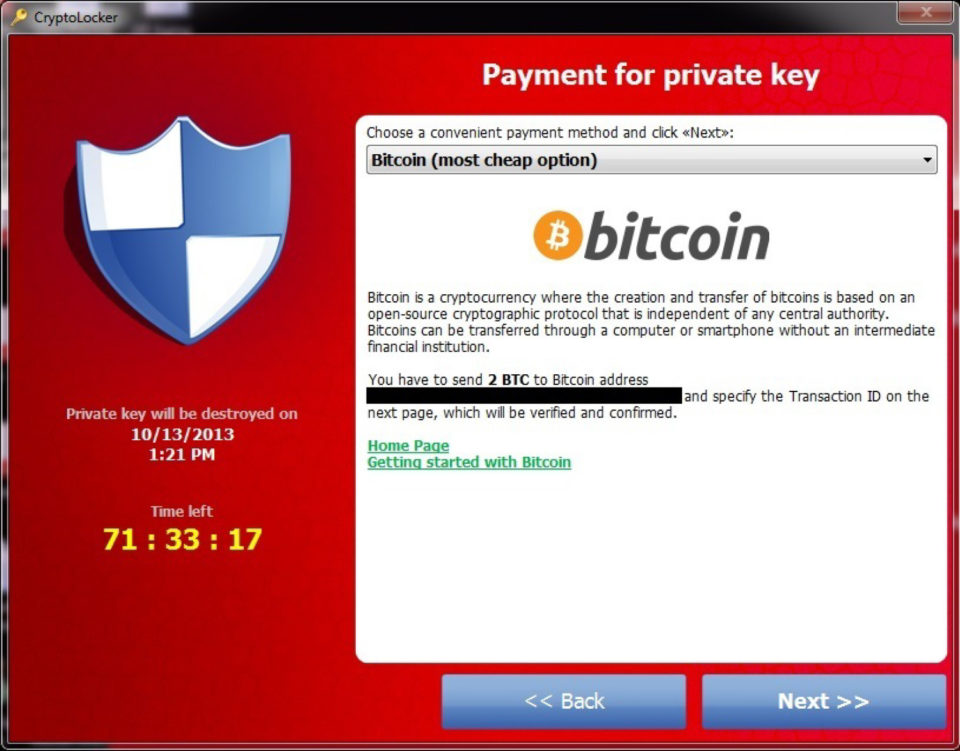 CryptoLocker
Payment for private key
Choose a convenient payment method and click «Next»:
Bitcoin (most cheap option)
bitcoin
Bitcoin is a cryptocurrency where the creation and transfer of bitcoins is based on an
open-source cryptographic protocol that is independent of any central authority.
Bitcoins can be transferred through a computer or smartphone without an intermediate
financial institution.
You have to send 2 BTC to Bitcoin address
and specify the Transaction ID on the
next page, which will be verified and confirmed.
Home Page
Getting started with Bitcoin
Private key will be destroyed on
10/13/2013
1:21 PM
Time left
71 : 33 : 17
<< Back
Next >>